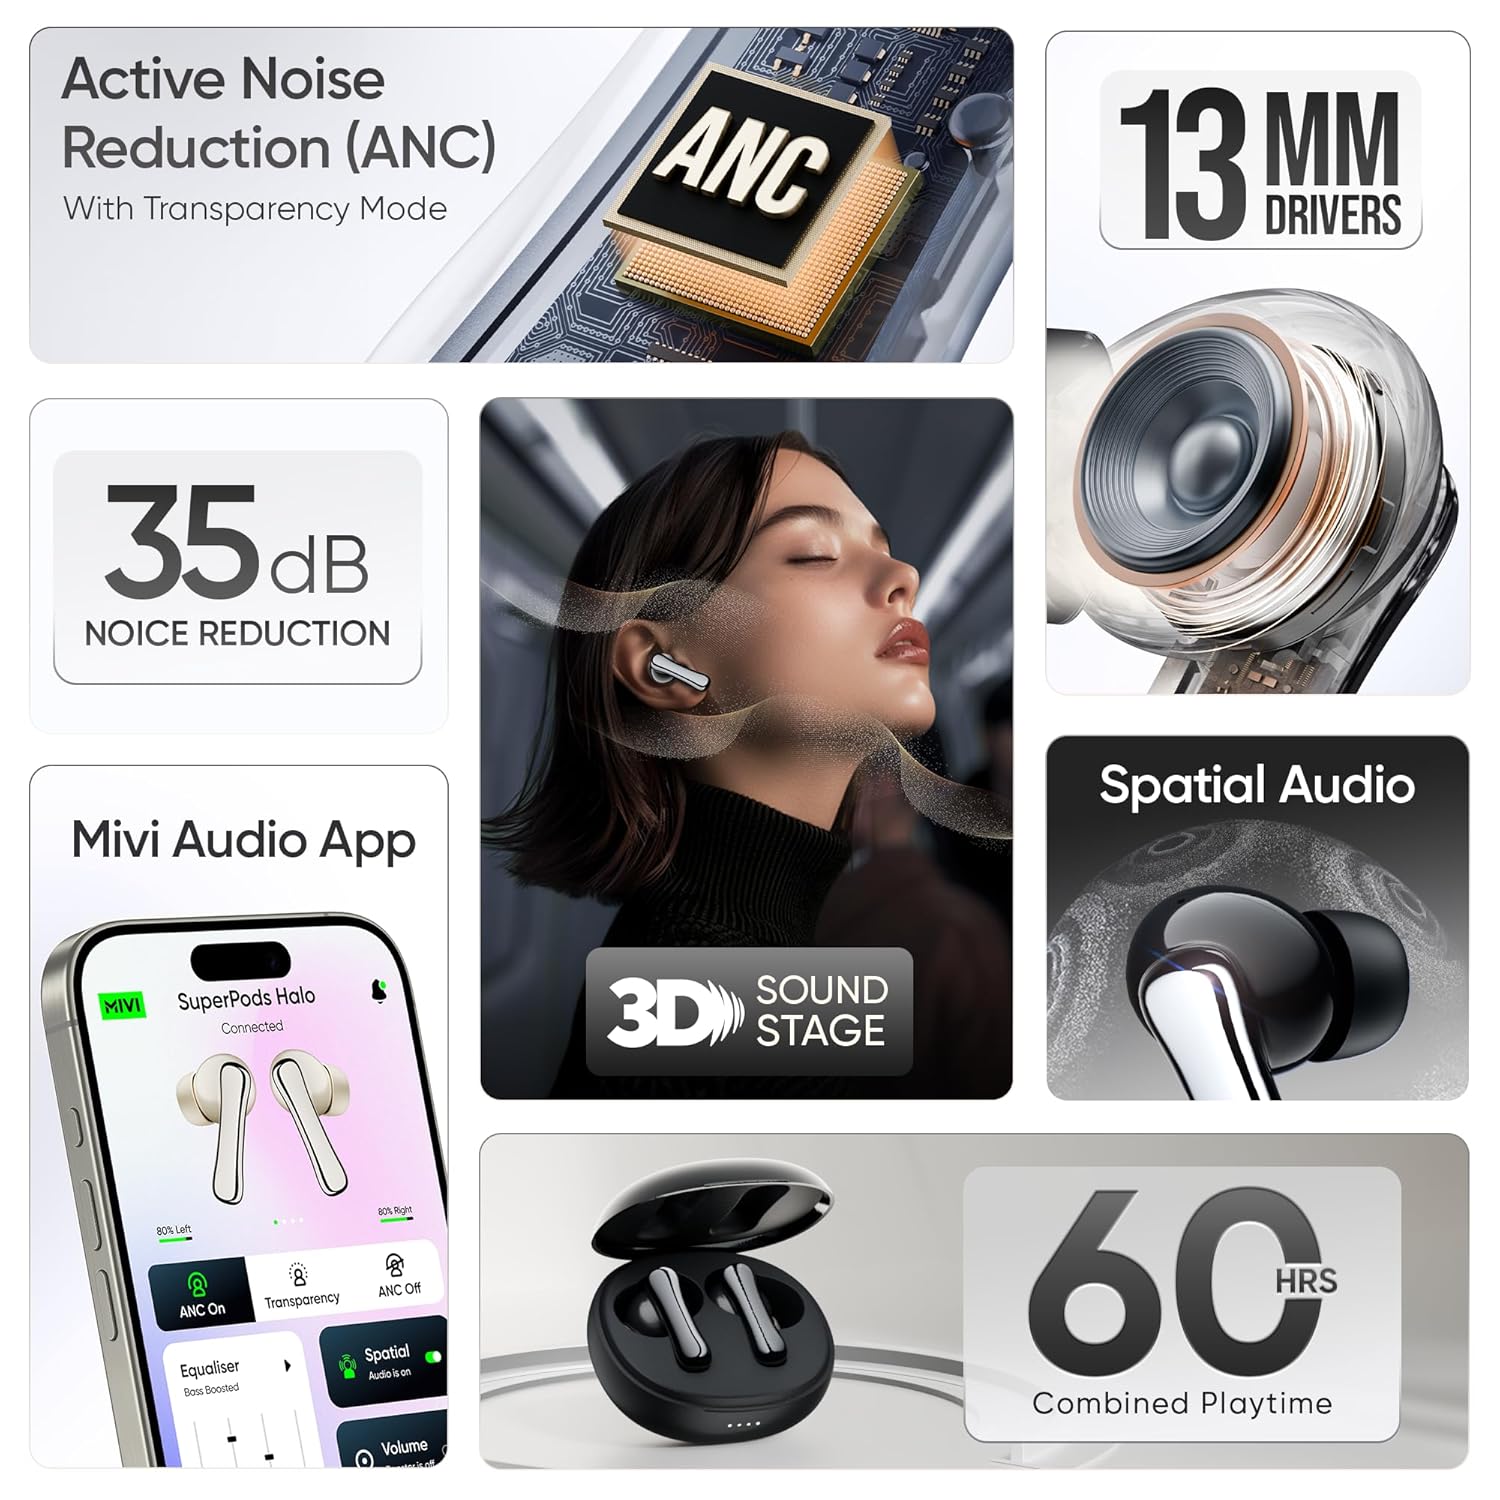 Active Noise
Reduction (ANC)
With Transparency Mode
ANC
13 MM
DRIVERS
35 dB
NOICE REDUCTION
3D SOUND
STAGE
Spatial Audio
Mivi Audio App
MIVI
SuperPods Halo
Connected
80% Left
80% Right
ANC On
Transparency
ANC Off
Equaliser
Bass Boosted
Spatial
Audio is on
Volume
60 HRS
Combined Playtime